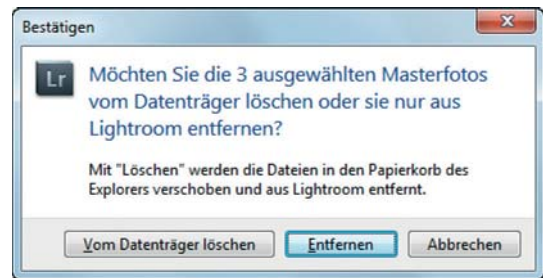 Bestätigen
Lr
Möchten Sie die 3 ausgewählten Masterfotos
vom Datenträger löschen oder sie nur aus
Lightroom entfernen?
Mit "Löschen" werden die Dateien in den Papierkorb des
Explorers verschoben und aus Lightroom entfernt.
Vom Datenträger löschen Entfernen Abbrechen